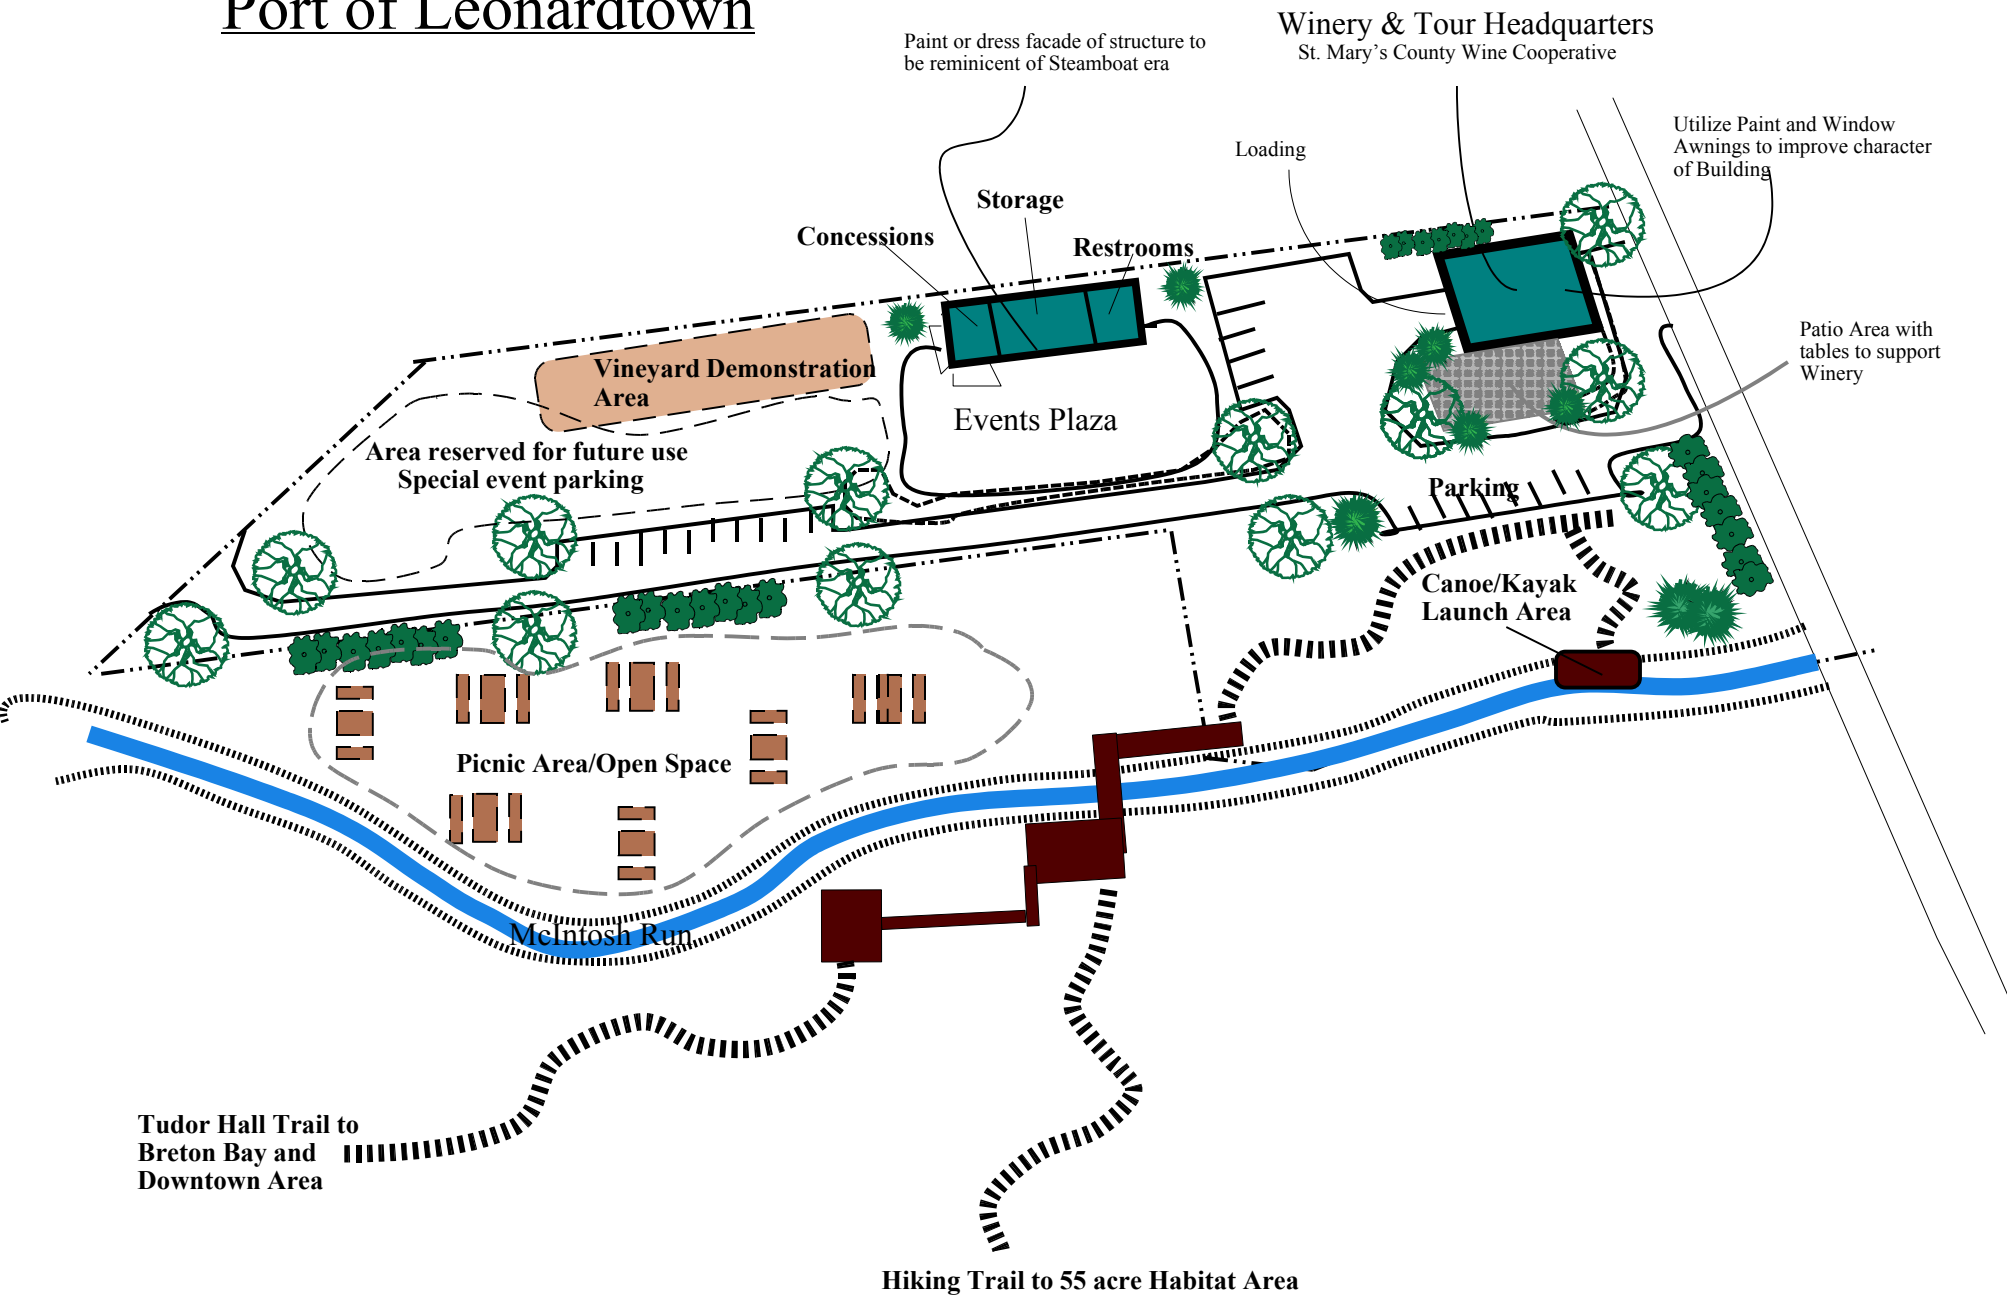 Port of Leonardtown
Winery & Tour Headquarters
St. Mary's County Wine Cooperative
Paint or dress facade of structure to
be reminicent of Steamboat era
Utilize Paint and Window
Awnings to improve character
of Building
Loading
Storage
Concessions
Restrooms
Patio Area with
tables to support
Winery
Vineyard Demonstration
Area
Events Plaza
Area reserved for future use
Special event parking
Parking
Canoe/Kayak
Launch Area
Picnic Area/Open Space
McIntosh Run
Tudor Hall Trail to
Breton Bay and
Downtown Area
Hiking Trail to 55 acre Habitat Area